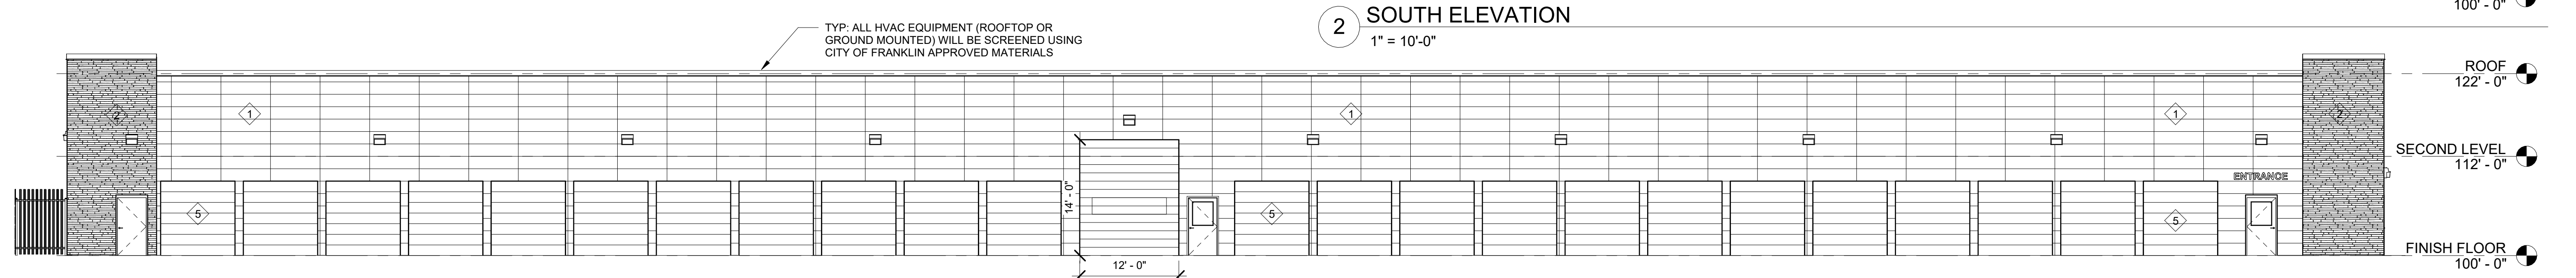 100' - 0"
2
SOUTH ELEVATION
1" = 10'-0"
TYP: ALL HVAC EQUIPMENT (ROOFTOP OR
GROUND MOUNTED) WILL BE SCREENED USING
CITY OF FRANKLIN APPROVED MATERIALS
ROOF
122' - 0"
2
1
1
1
2
SECOND LEVEL
112' - 0"
ENTRANCE
14' - 0"
5
5
5
FINISH FLOOR
100' - 0"
12' - 0"